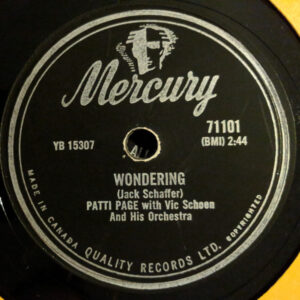 Mercury
YB 15307
71101
(BMI) 2:44
WONDERING
(Jack Schaffer)
PATTI PAGE with Vic Schoen
And His Orchestra
MADE IN CANADA QUALITY RECORDS LTD. COPYRIGHTED